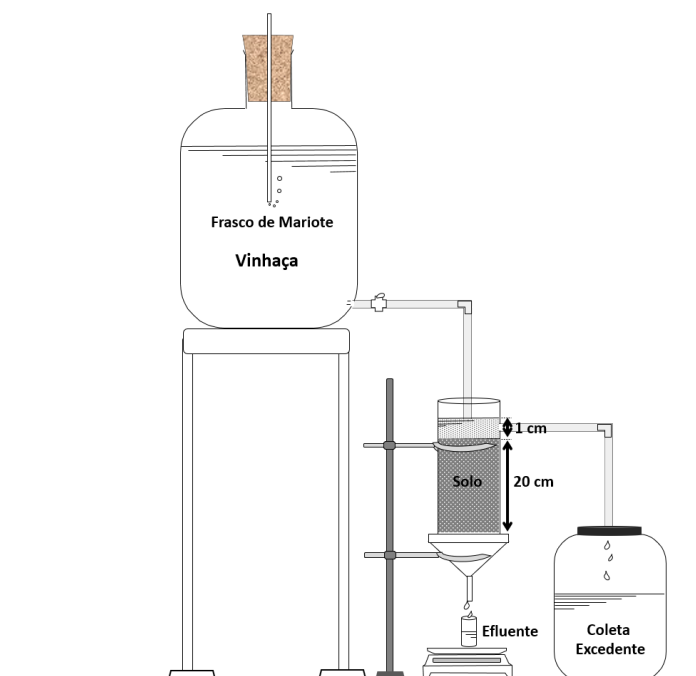 Frasco de Mariote
Vinhaça
1 cm
Solo
20 cm
Efluente
Coleta
Excedente